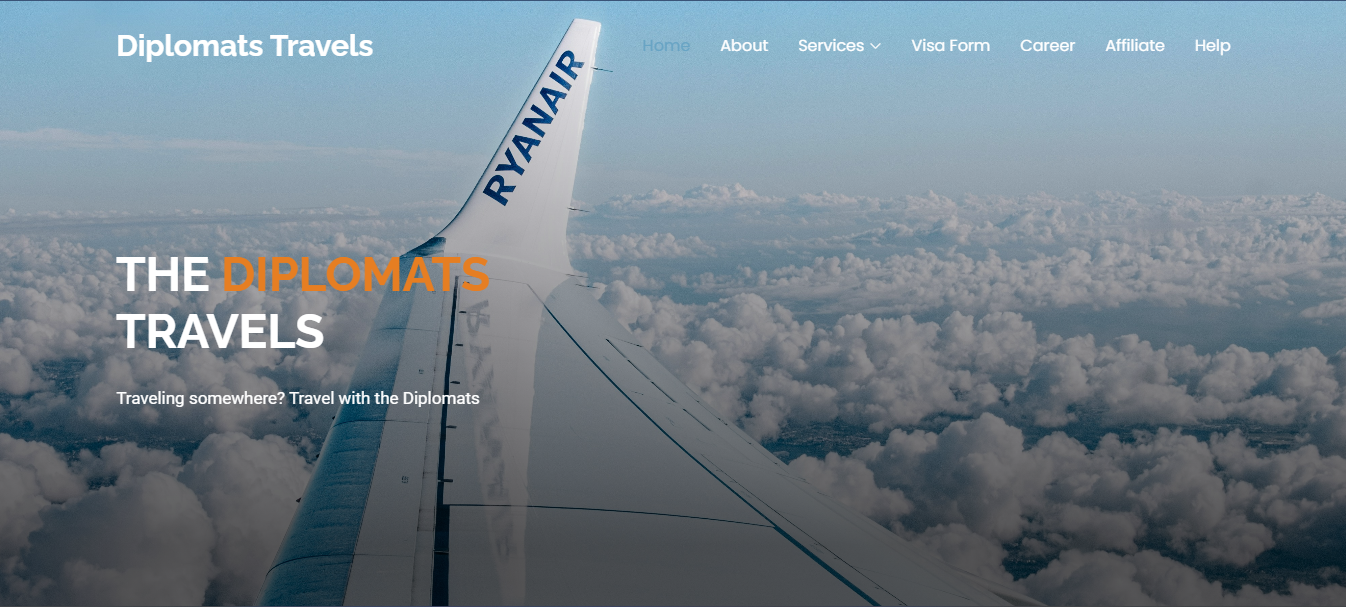 Diplomats Travels
Home About Services Visa Form Career Affiliate Help
RYANAIR
THE DIPLOMATS
TRAVELS
Traveling somewhere? Travel with the Diplomats